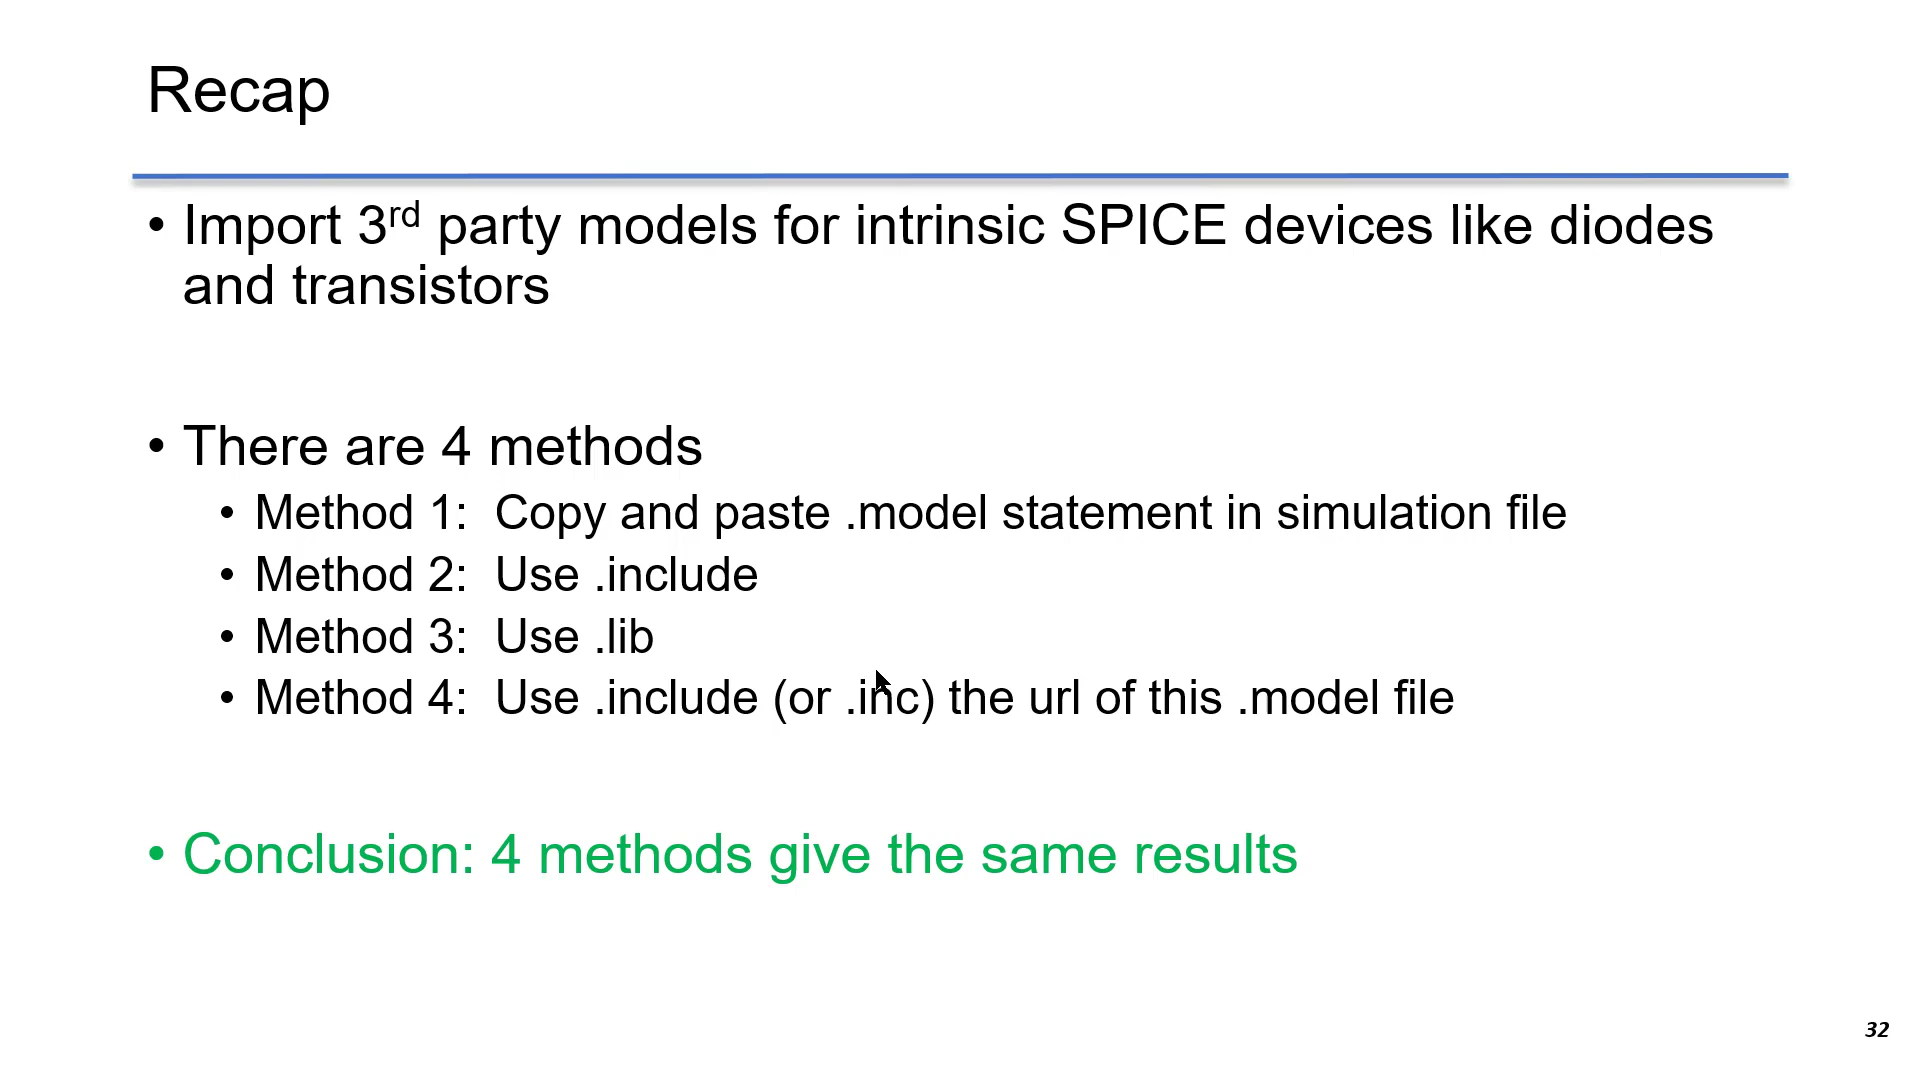 Recap
• Import 3rd party models for intrinsic SPICE devices like diodes
and transistors
• There are 4 methods
• Method 1:  Copy and paste .model statement in simulation file
• Method 2:  Use .include
• Method 3:  Use .lib
• Method 4:  Use .include (or .inc) the url of this .model file
• Conclusion: 4 methods give the same results
32